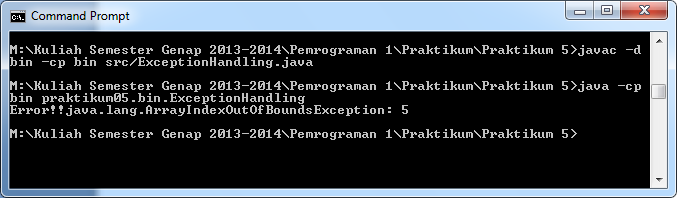 Command Prompt
M:\Kuliah Semester Genap 2013-2014\Pemrograman 1\Praktikum\Praktikum 5>javac -d
bin -cp bin src/ExceptionHandling.java
M:\Kuliah Semester Genap 2013-2014\Pemrograman 1\Praktikum\Praktikum 5>java -cp
bin praktikum05.bin.ExceptionHandling
Error!!java.lang.ArrayIndexOutOfBoundsException: 5
M:\Kuliah Semester Genap 2013-2014\Pemrograman 1\Praktikum\Praktikum 5>